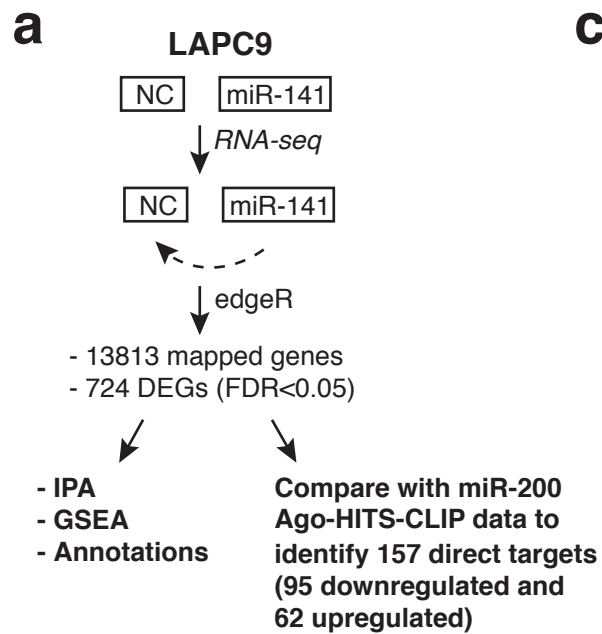 a
c
LAPC9
NC miR-141
RNA-seq
NC miR-141
edgeR
- 13813 mapped genes
- 724 DEGs (FDR<0.05)
- IPA
- GSEA
- Annotations
Compare with miR-200
Ago-HITS-CLIP data to
identify 157 direct targets
(95 downregulated and
62 upregulated)